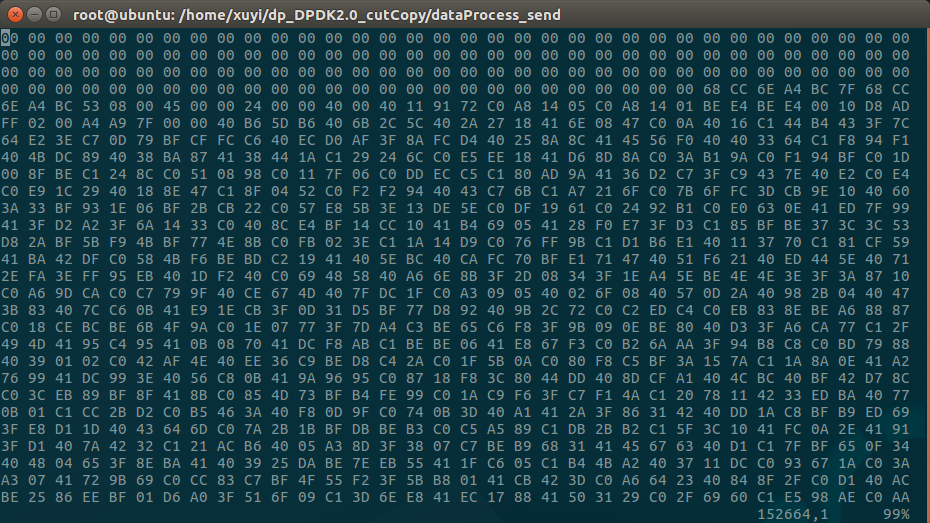 root@ubuntu: /home/xuyi/dp_DPDK2.0_cutCopy/dataProcess_send
00 00 00 00 00 00 00 00 00 00 00 00 00 00 00 00 00 00 00 00 00 00 00 00 00 00 00 00 00 00 00 00 00 00 00 00 00 00
00 00 00 00 00 00 00 00 00 00 00 00 00 00 00 00 00 00 00 00 00 00 00 00 00 00 00 00 00 00 00 00 00 00 00 00 00 00
00 00 00 00 00 00 00 00 00 00 00 00 00 00 00 00 00 00 00 00 00 00 00 00 00 00 00 00 00 00 00 00 00 00 00 00 00 00
00 00 00 00 00 00 00 00 00 00 00 00 00 00 00 00 00 00 00 00 00 00 00 00 00 00 00 00 00 68 CC 6E A4 BC 7F 68 CC
6E A4 BC 53 08 00 45 00 00 24 00 00 40 00 40 11 91 72 C0 A8 14 05 C0 A8 14 01 BE E4 BE E4 00 10 D8 AD
FF 02 00 A4 A9 7F 00 00 40 B6 5D B6 40 6B 2C 5C 40 2A 27 18 41 6E 08 47 C0 0A 40 16 C1 44 B4 43 3F 7C
64 E2 3E C7 0D 79 BF CF FC C6 40 EC D0 AF 3F 8A FC D4 40 25 8A 8C 41 45 56 F0 40 40 33 64 C1 F8 94 F1
40 4B DC 89 40 38 BA 87 41 38 44 1A C1 29 24 6C C0 E5 EE 18 41 D6 8D 8A C0 3A B1 9A C0 F1 94 BF C0 1D
00 8F BE C1 24 8C C0 51 08 98 C0 11 7F 06 C0 DD EC C5 C1 80 AD 9A 41 36 D2 C7 3F C9 43 7E 40 E2 C0 E4
C0 E9 1C 29 40 18 8E 47 C1 8F 04 52 C0 F2 F2 94 40 43 C7 6B C1 A7 21 6F C0 7B 6F FC 3D CB 9E 10 40 60
3A 33 BF 93 1E 06 BF 2B CB 22 C0 57 E8 5B 3E 13 DE 5E C0 DF 19 61 C0 24 92 B1 C0 E0 63 0E 41 ED 7F 99
41 3F D2 A2 3F 6A 14 33 C0 40 8C E4 BF 14 CC 10 41 B4 69 05 41 28 F0 E7 3F D3 C1 85 BF BE 37 3C 3C 53
D8 2A BF 5B F9 4B BF 77 4E 8B C0 FB 02 3E C1 1A 14 D9 C0 76 FF 9B C1 D1 B6 E1 40 11 37 70 C1 81 CF 59
41 BA 42 DF C0 58 4B F6 BE BD C2 19 41 40 5E BC 40 CA FC 70 BF E1 71 47 40 51 F6 21 40 ED 44 5E 40 71
2E FA 3E FF 95 EB 40 1D F2 40 C0 69 48 58 40 A6 6E 8B 3F 2D 08 34 3F 1E A4 5E BE 4E 4E 3E 3F 3A 87 10
C0 A6 9D CA C0 C7 79 9F 40 CE 67 4D 40 7F DC 1F C0 A3 09 05 40 02 6F 08 40 57 0D 2A 40 98 2B 04 40 47
3B 83 40 7C C6 0B 41 E9 1E CB 3F 0D 31 D5 BF 77 D8 92 40 9B 2C 72 C0 C2 ED C4 C0 EB 83 8E BE A6 88 87
C0 18 CE BC BE 6B 4F 9A C0 1E 07 77 3F 7D A4 C3 BE 65 C6 F8 3F 9B 09 0E BE 80 40 D3 3F A6 CA 77 C1 2F
49 4D 41 95 C4 95 41 0B 08 70 41 DC F8 AB C1 BE BE 06 41 E8 67 F3 C0 B2 6A AA 3F 94 B8 C8 C0 BD 79 88
40 39 01 02 C0 42 AF 4E 40 EE 36 C9 BE D8 C4 2A C0 1F 5B 0A C0 80 F8 C5 BF 3A 15 7A C1 1A 8A 0E 41 A2
76 99 41 DC 99 3E 40 56 C8 0B 41 9A 96 95 C0 87 18 F8 3C 80 44 DD 40 8D CF A1 40 4C BC 40 BF 42 D7 8C
C0 3C EB 89 BF 8F 41 8B C0 85 4D 73 BF B4 FE 99 C0 1A C9 F6 3F C7 F1 4A C1 20 78 11 42 33 ED BA 40 77
0B 01 C1 CC 2B D2 C0 B5 46 3A 40 F8 0D 9F C0 74 0B 3D 40 A1 41 2A 3F 86 31 42 40 DD 1A C8 BF B9 ED 69
3F E8 D1 1D 40 43 64 6D C0 7A 2B 1B BF DB BE B3 C0 C5 A5 89 C1 DB 2B B2 C1 5F 3C 10 41 FC 0A 2E 41 91
3F D1 40 7A 42 32 C1 21 AC B6 40 05 A3 8D 3F 38 07 C7 BE B9 68 31 41 45 67 63 40 D1 C1 7F BF 65 0F 34
40 48 04 65 3F 8E BA 41 40 39 25 DA BE 7E EB 55 41 1F C6 05 C1 B4 4B A2 40 37 11 DC C0 93 67 1A C0 3A
A3 07 41 72 9B 69 C0 CC 83 C7 BF 4F 55 F2 3F 5B B8 01 41 CB 42 3D C0 A6 64 23 40 84 8F 2F C0 D1 40 AC
BE 25 86 EE BF 01 D6 A0 3F 51 6F 09 C1 3D 6E E8 41 EC 17 88 41 50 31 29 C0 2F 69 60 C1 E5 98 AE C0 AA
152664,1 99%